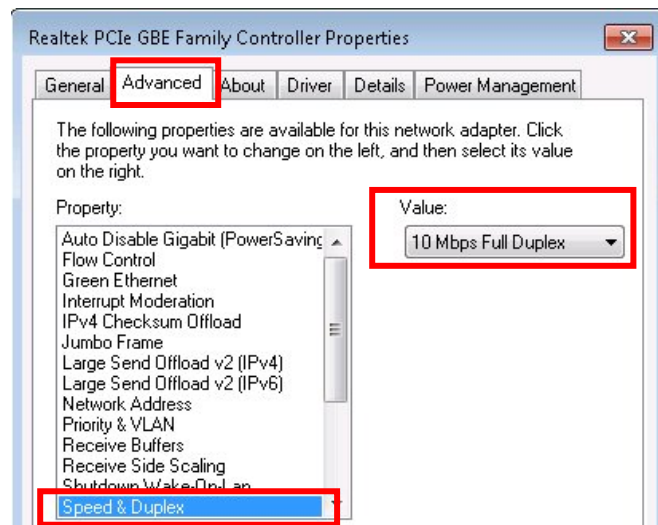 Realtek PCIe GBE Family Controller Properties
General Advanced About Driver Details Power Management
The following properties are available for this network adapter. Click
the property you want to change on the left, and then select its value
on the right.
Property:
Value:
10 Mbps Full Duplex
Auto Disable Gigabit (PowerSaving
Flow Control
Green Ethernet
Interrupt Moderation
IPv4 Checksum Offload
Jumbo Frame
Large Send Offload v2 (IPv4)
Large Send Offload v2 (IPv6)
Network Address
Priority & VLAN
Receive Buffers
Receive Side Scaling
Shutdown Wake-On-Lan
Speed & Duplex